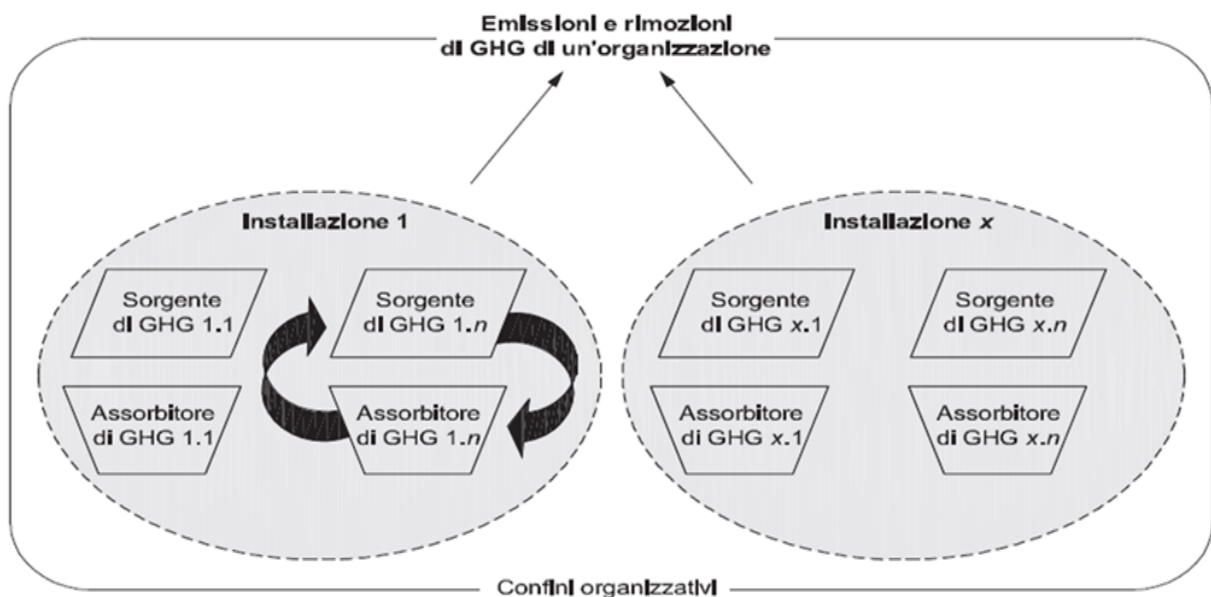 Emissioni e rimozioni
di GHG di un'organizzazione
Installazione 1
Installazione x
Sorgente
di GHG 1.1
Sorgente
di GHG 1.n
Sorgente
di GHG x.1
Sorgente
di GHG x.n
Assorbitore
di GHG 1.1
Assorbitore
di GHG 1.n
Assorbitore
di GHG x.1
Assorbitore
di GHG x.n
Confini organizzativi